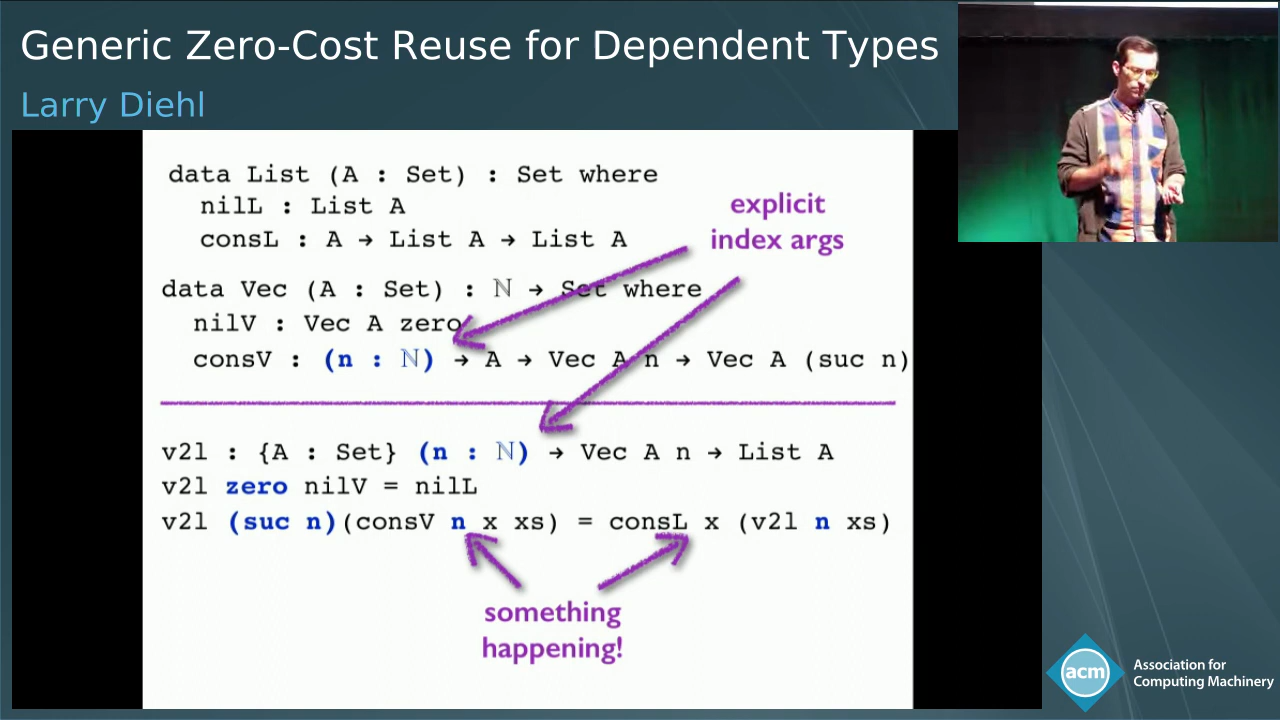 Generic Zero-Cost Reuse for Dependent Types
Larry Diehl
data List (A : Set) : Set where
nilL : List A
consL : A → List A → List A
explicit
index args
data Vec (A : Set) : ℕ → Set where
nilV : Vec A zero
consV : (n : ℕ) → A → Vec A n → Vec A (suc n)
v2l : {A : Set} (n : ℕ) → Vec A n → List A
v2l zero nilV = nilL
v2l (suc n)(consV n x xs) = consL x (v2l n xs)
something
happening!
acm
Association for
Computing Machinery